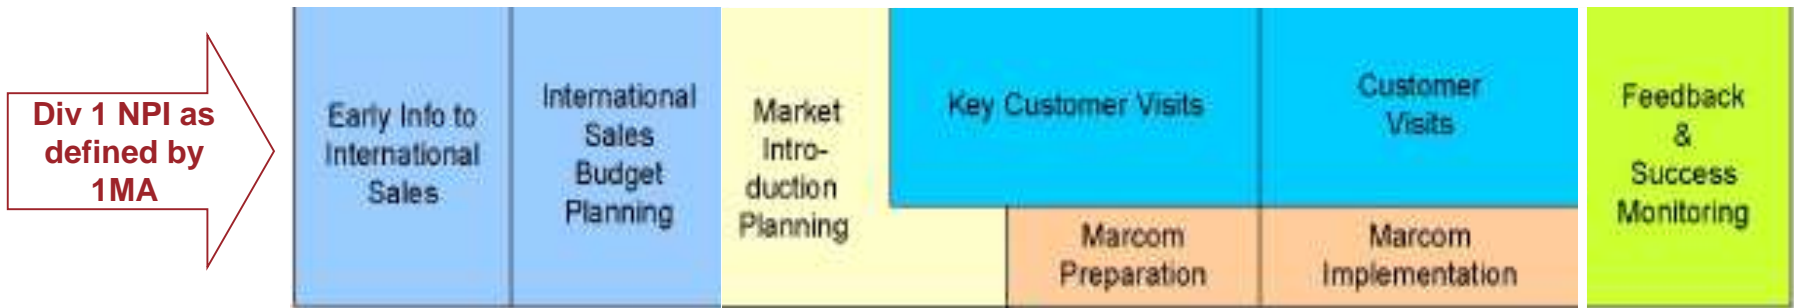 Div 1 NPI as
defined by
1MA
Early Info to
International
Sales
International
Sales
Budget
Planning
Market
Intro-
duction
Planning
Key Customer Visits
Customer
Visits
Marcom
Preparation
Marcom
Implementation
Feedback
&
Success
Monitoring